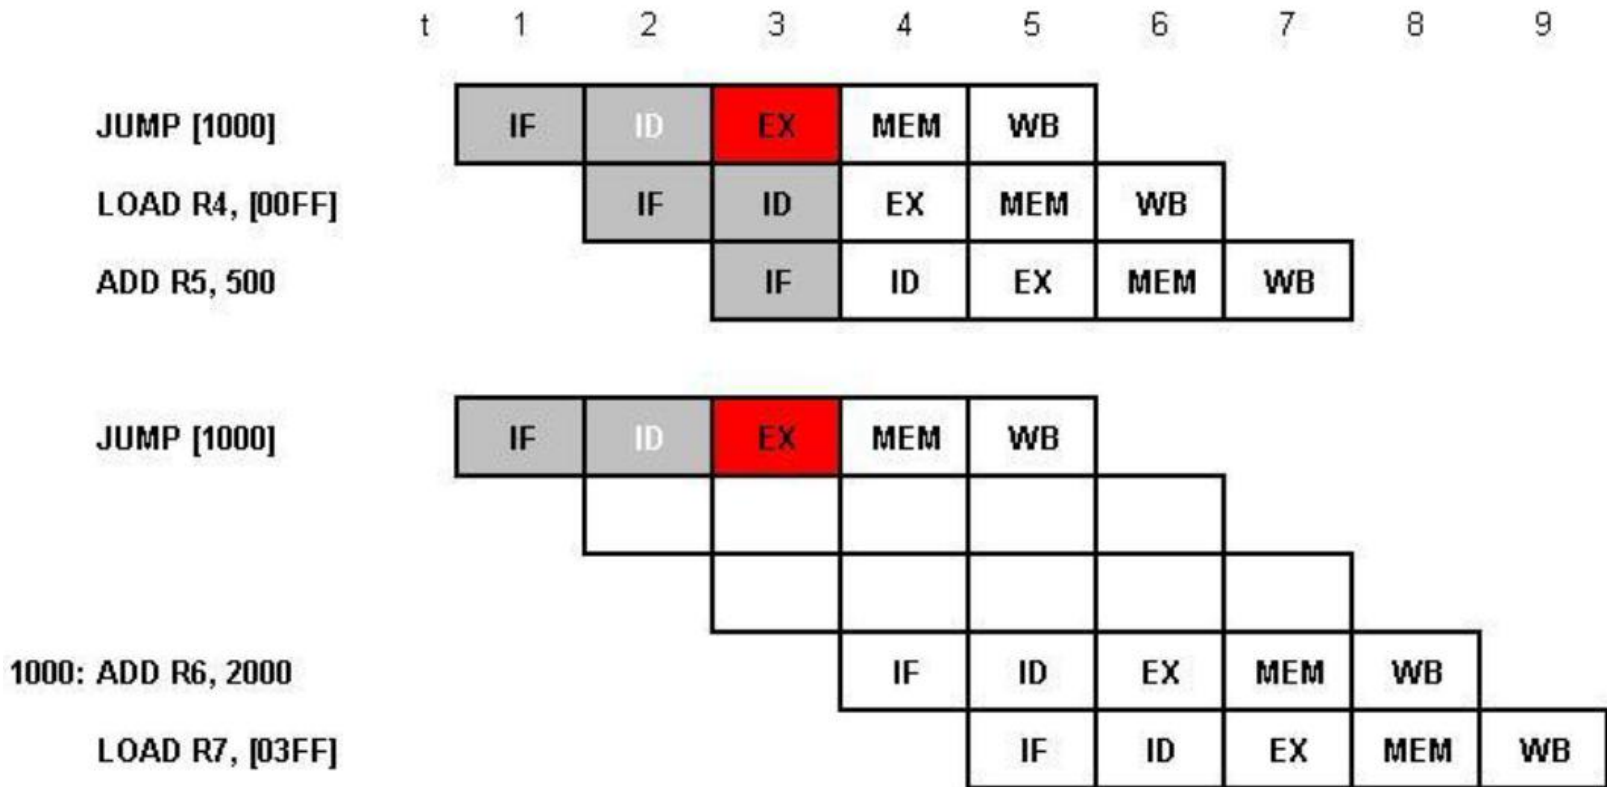 t 1 2 3 4 5 6 7 8 9
JUMP [1000] IF ID EX MEM WB
LOAD R4, [00FF] IF ID EX MEM WB
ADD R5, 500 IF ID EX MEM WB
JUMP [1000] IF ID EX MEM WB
1000: ADD R6, 2000 IF ID EX MEM WB
LOAD R7, [03FF] IF ID EX MEM WB